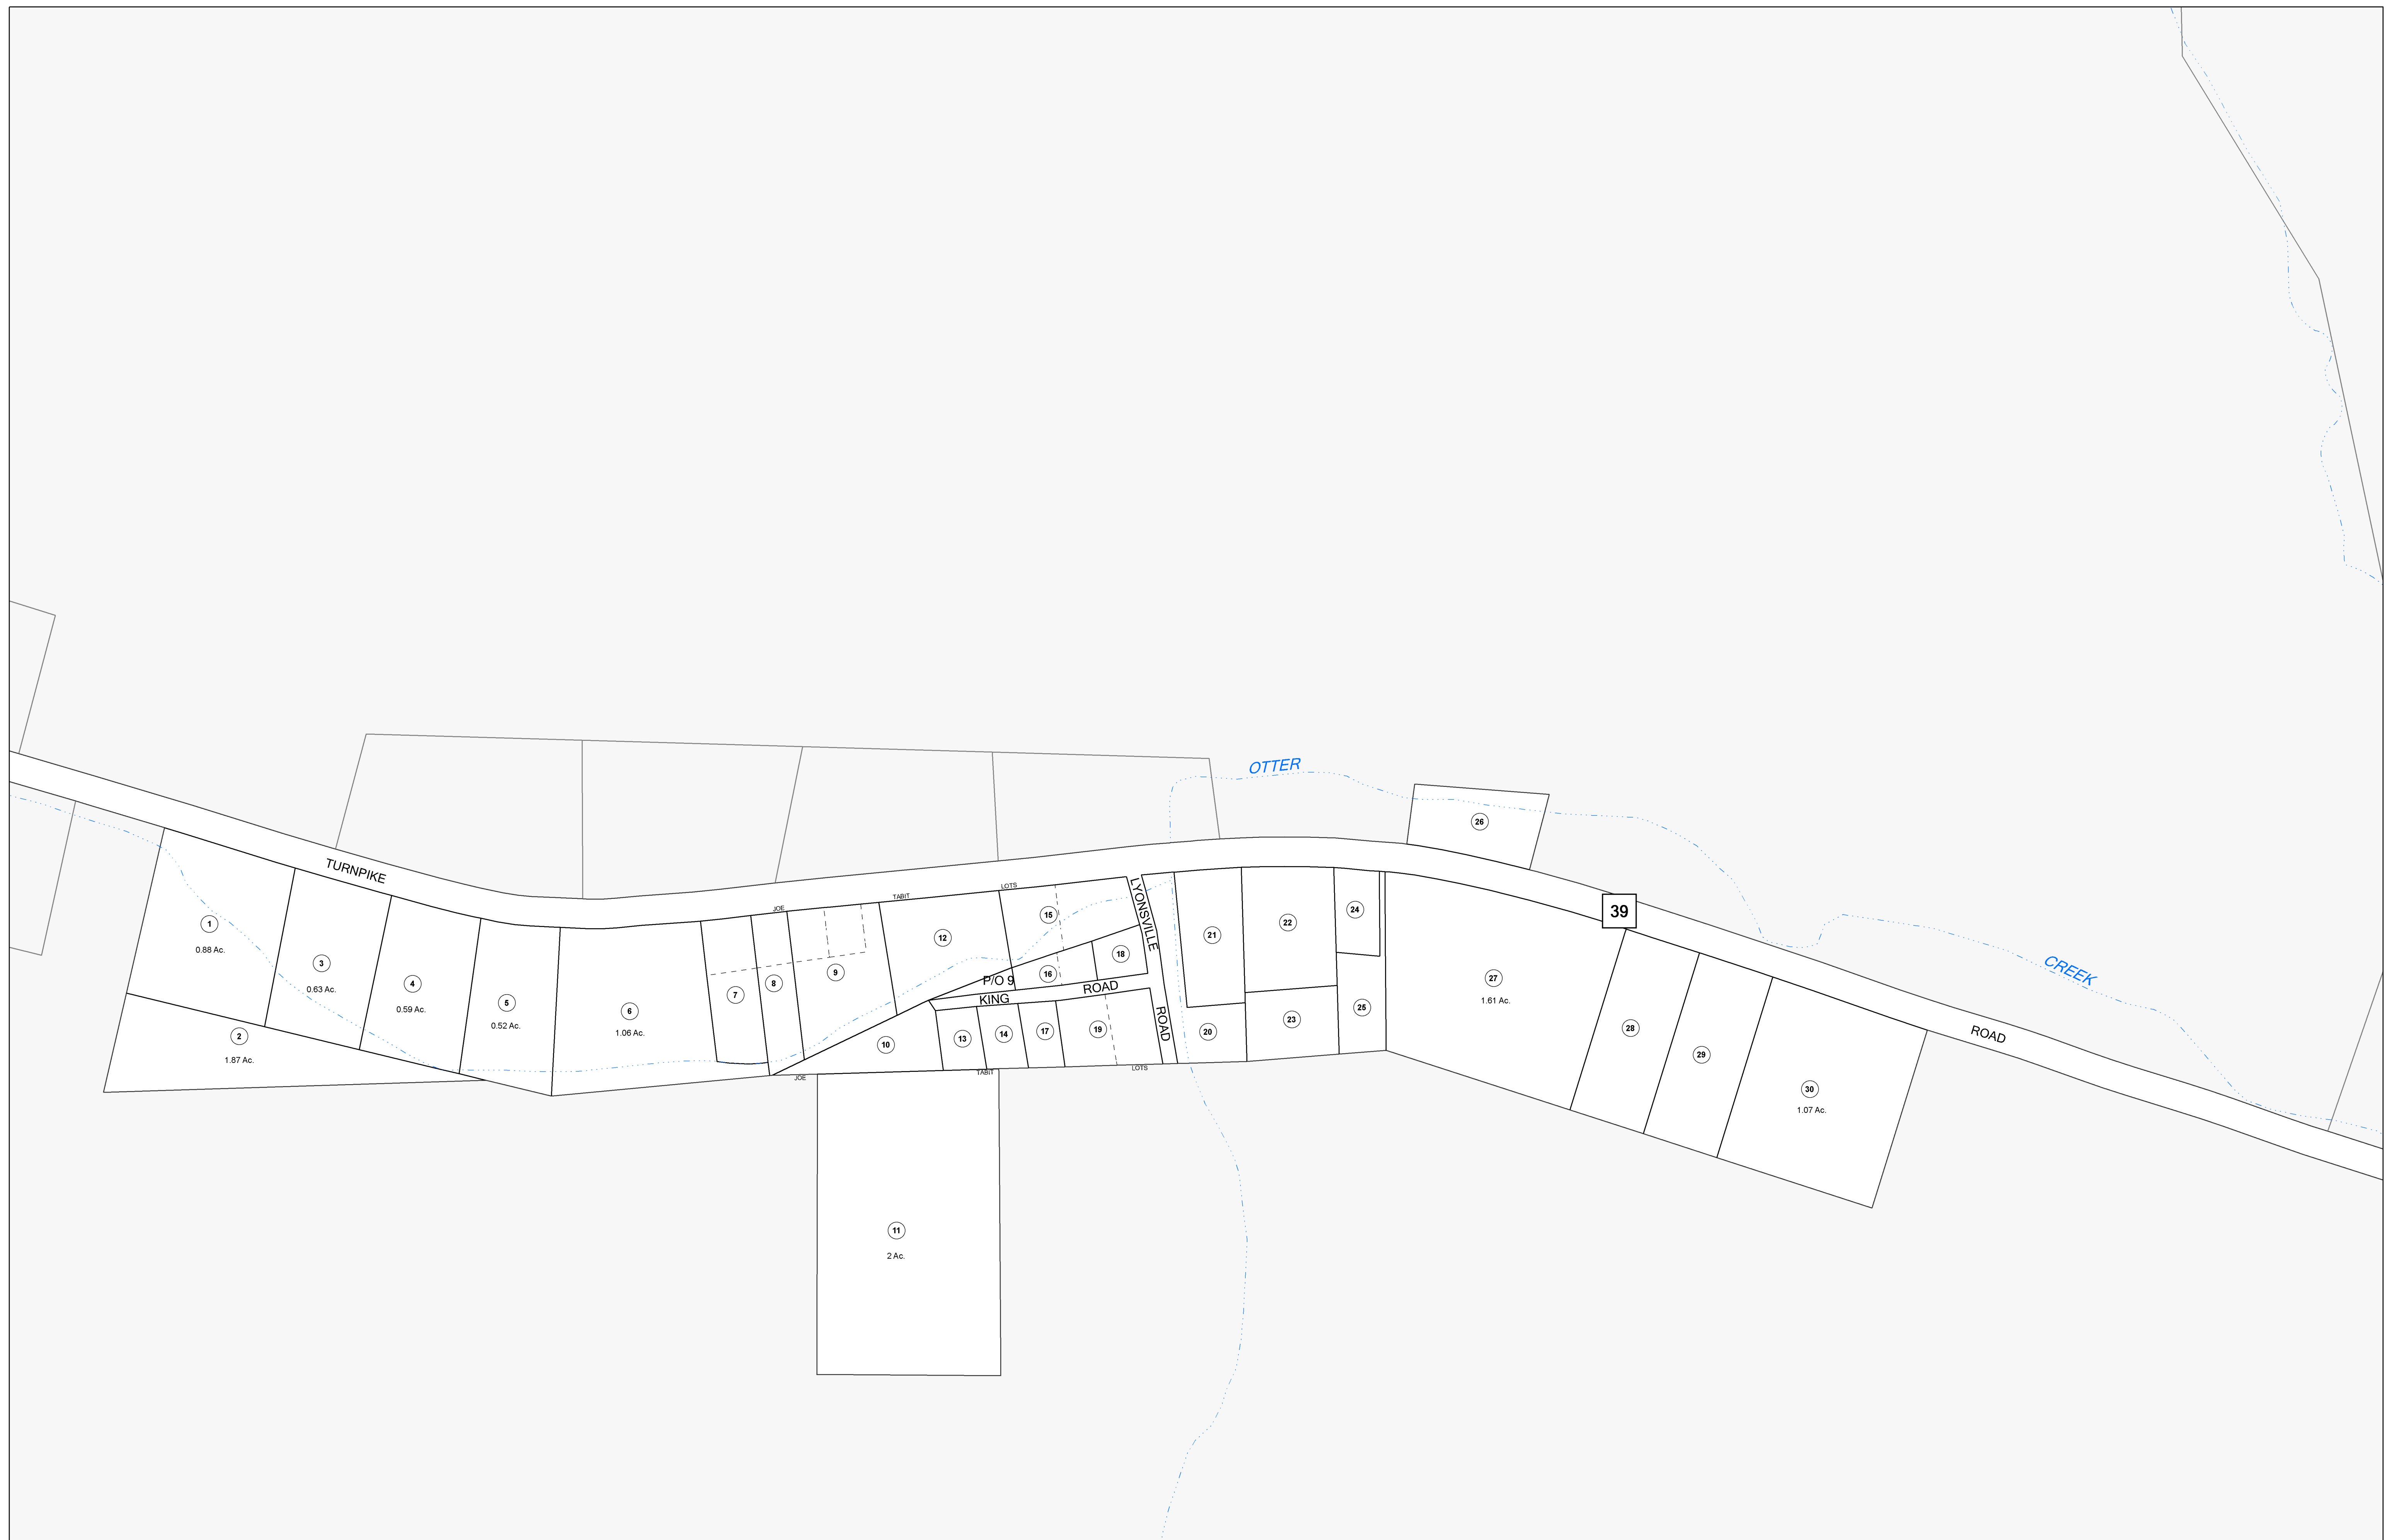 OTTER
26
TURNPIKE
JOE
TABIT
LOTS
LYONSVILLE
39
1
0.88 Ac.
3
0.63 Ac.
4
0.59 Ac.
5
0.52 Ac.
6
1.06 Ac.
7
8
9
12
15
16
18
21
22
24
CREEK
P/O 9
KING
ROAD
ROAD
2
1.87 Ac.
10
13
14
17
19
20
23
25
27
1.61 Ac.
28
29
ROAD
30
1.07 Ac.
JOE
TABIT
LOTS
11
2 Ac.